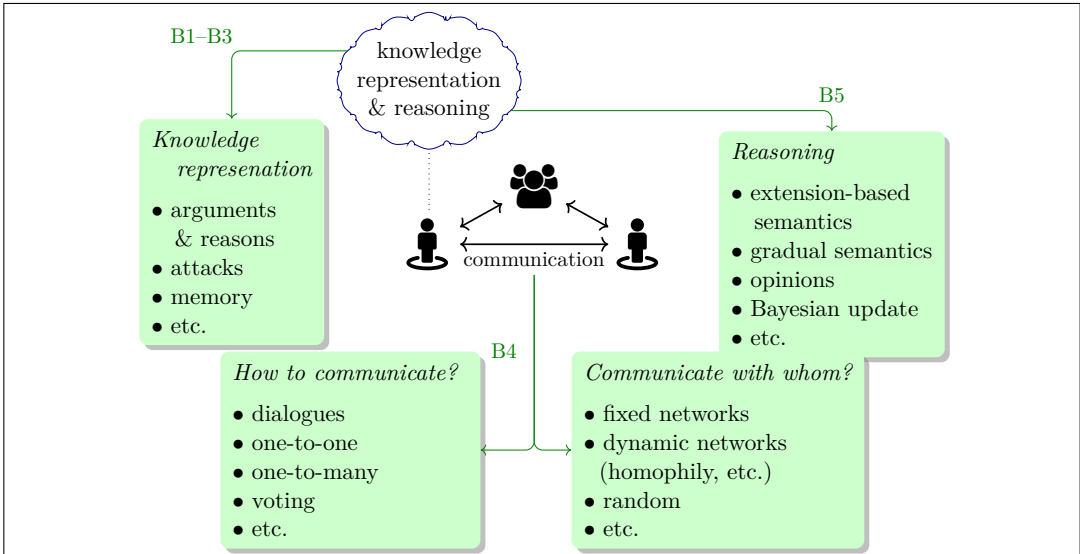 B1–B3
knowledge
representation
& reasoning
B5
Knowledge
represenation
• arguments
& reasons
• attacks
• memory
• etc.
Reasoning
• extension-based
semantics
• gradual semantics
• opinions
• Bayesian update
• etc.
communication
B4
How to communicate?
• dialogues
• one-to-one
• one-to-many
• voting
• etc.
Communicate with whom?
• fixed networks
• dynamic networks
(homophily, etc.)
• random
• etc.